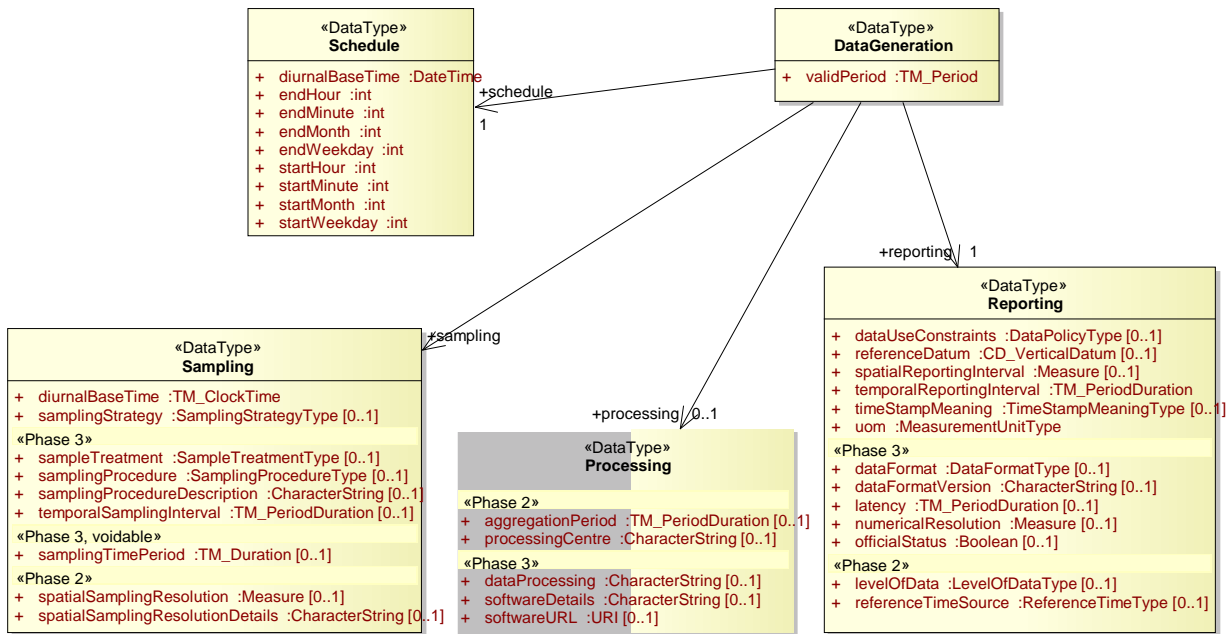 «DataType»
Schedule
+ diurnalBaseTime :DateTime
+ endHour :int
+ endMinute :int
+ endMonth :int
+ endWeekday :int
+ startHour :int
+ startMinute :int
+ startMonth :int
+ startWeekday :int
«DataType»
DataGeneration
+ validPeriod :TM_Period
+schedule
1
+sampling
+processing 0..1
+reporting 1
«DataType»
Sampling
+ diurnalBaseTime :TM_ClockTime
+ samplingStrategy :SamplingStrategyType [0..1]
«Phase 3»
+ sampleTreatment :SampleTreatmentType [0..1]
+ samplingProcedure :SamplingProcedureType [0..1]
+ samplingProcedureDescription :CharacterString [0..1]
+ temporalSamplingInterval :TM_PeriodDuration [0..1]
«Phase 3, voidable»
+ samplingTimePeriod :TM_Duration [0..1]
«Phase 2»
+ spatialSamplingResolution :Measure [0..1]
+ spatialSamplingResolutionDetails :CharacterString [0..1]
«DataType»
Processing
«Phase 2»
+ aggregationPeriod :TM_PeriodDuration [0..1]
+ processingCentre :CharacterString [0..1]
«Phase 3»
+ dataProcessing :CharacterString [0..1]
+ softwareDetails :CharacterString [0..1]
+ softwareURL :URI [0..1]
«DataType»
Reporting
+ dataUseConstraints :DataPolicyType [0..1]
+ referenceDatum :CD_VerticalDatum [0..1]
+ spatialReportingInterval :Measure [0..1]
+ temporalReportingInterval :TM_PeriodDuration
+ timeStampMeaning :TimeStampMeaningType [0..1]
+ uom :MeasurementUnitType
«Phase 3»
+ dataFormat :DataFormatType [0..1]
+ dataFormatVersion :CharacterString [0..1]
+ latency :TM_PeriodDuration [0..1]
+ numericalResolution :Measure [0..1]
+ officialStatus :Boolean [0..1]
«Phase 2»
+ levelOfData :LevelOfDataType [0..1]
+ referenceTimeSource :ReferenceTimeType [0..1]